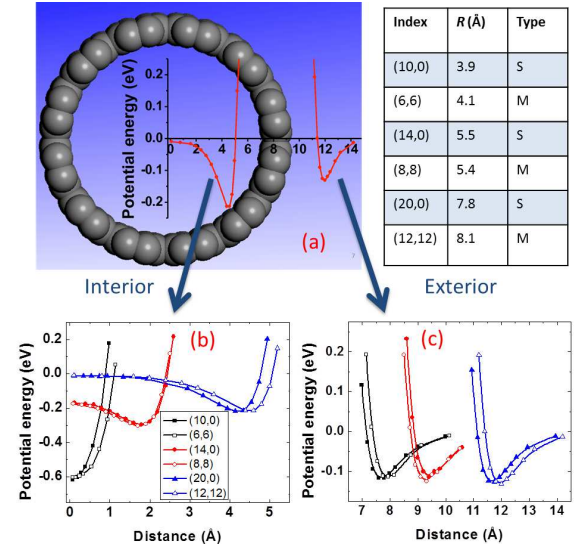 Potential energy (eV)
0.2
0.1
0.0
-0.1
-0.2
0 2 4 6 8 10 12 14
(a)
Index R (Å) Type
(10,0) 3.9 S
(6,6) 4.1 M
(14,0) 5.5 S
(8,8) 5.4 M
(20,0) 7.8 S
(12,12) 8.1 M
Interior
Exterior
(b)
Potential energy (eV)
0.2
0.0
-0.2
-0.4
-0.6
0 1 2 3 4 5
Distance (Å)
(10,0)
(6,6)
(14,0)
(8,8)
(20,0)
(12,12)
(c)
Potential energy (eV)
0.2
0.1
0.0
-0.1
7 8 9 10 11 12 13 14
Distance (Å)